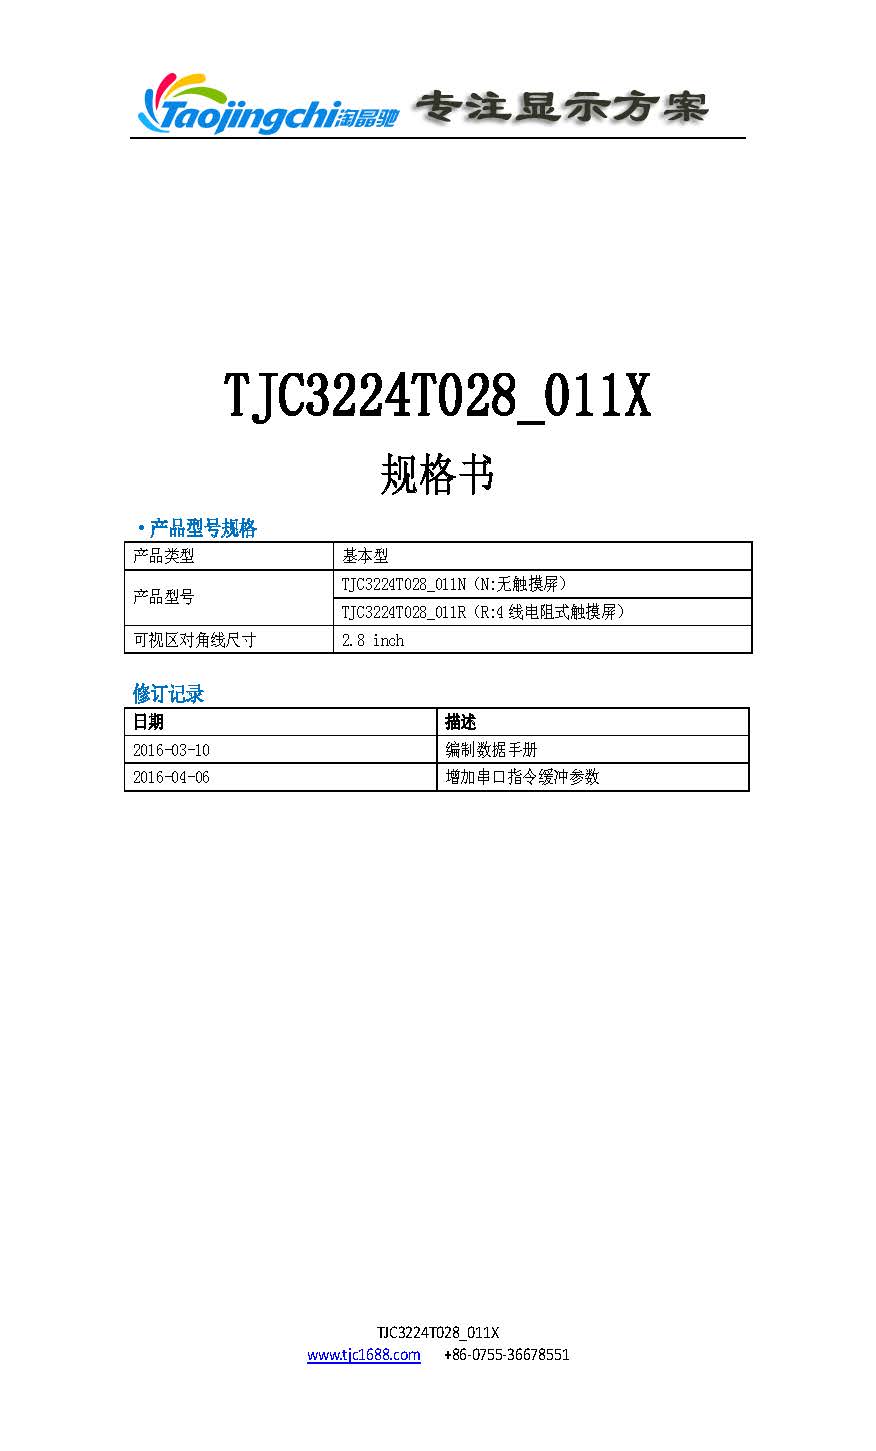 Taojingchi淘晶驰 专注显示方案
TJC3224T028_011X
规格书
·产品型号规格
产品类型 基本型
产品型号 TJC3224T028_011N（N:无触摸屏）
TJC3224T028_011R（R:4 线电阻式触摸屏）
可视区对角线尺寸 2.8 inch
修订记录
日期 描述
2016-03-10 编制数据手册
2016-04-06 增加串口指令缓冲参数
TJC3224T028_011X
www.tjc1688.com +86-0755-36678551